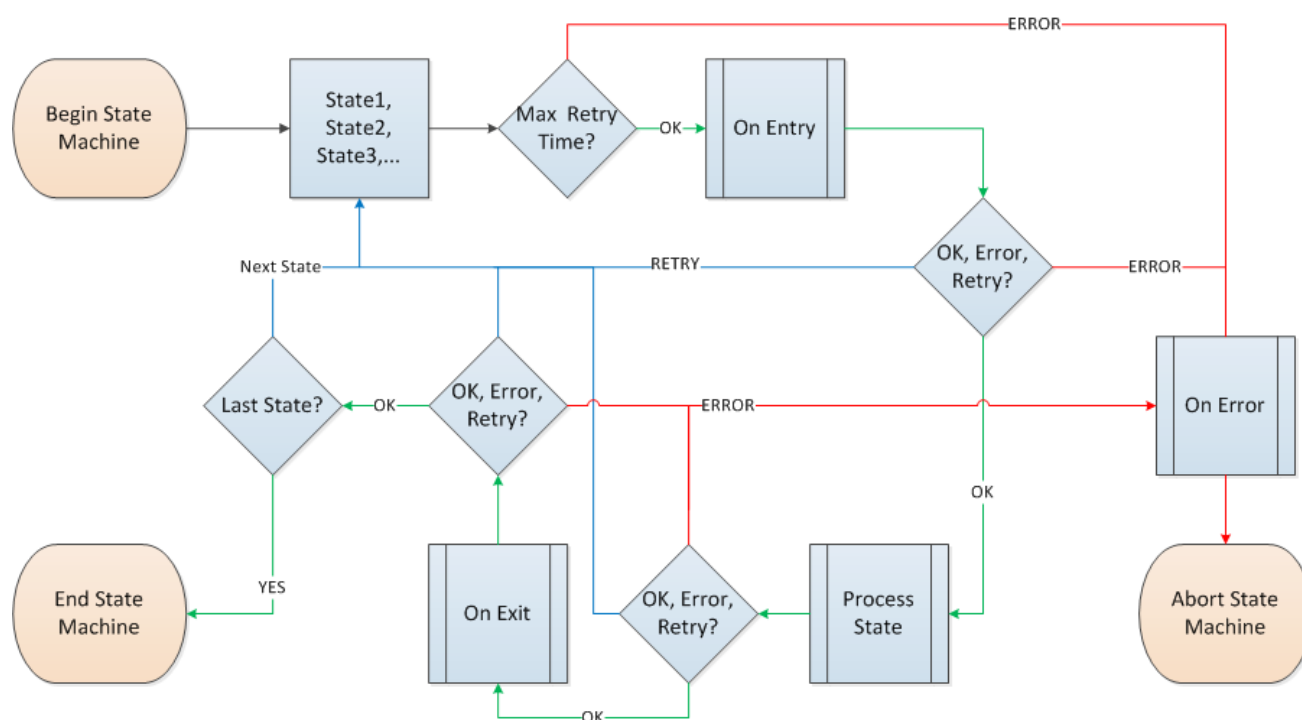 ERROR
Begin State
Machine
State1,
State2,
State3,...
Max Retry
Time?
OK
On Entry
Next State
RETRY
OK, Error,
Retry?
ERROR
Last State?
OK
OK, Error,
Retry?
ERROR
On Error
OK
End State
Machine
YES
On Exit
OK, Error,
Retry?
Process
State
Abort State
Machine
OK